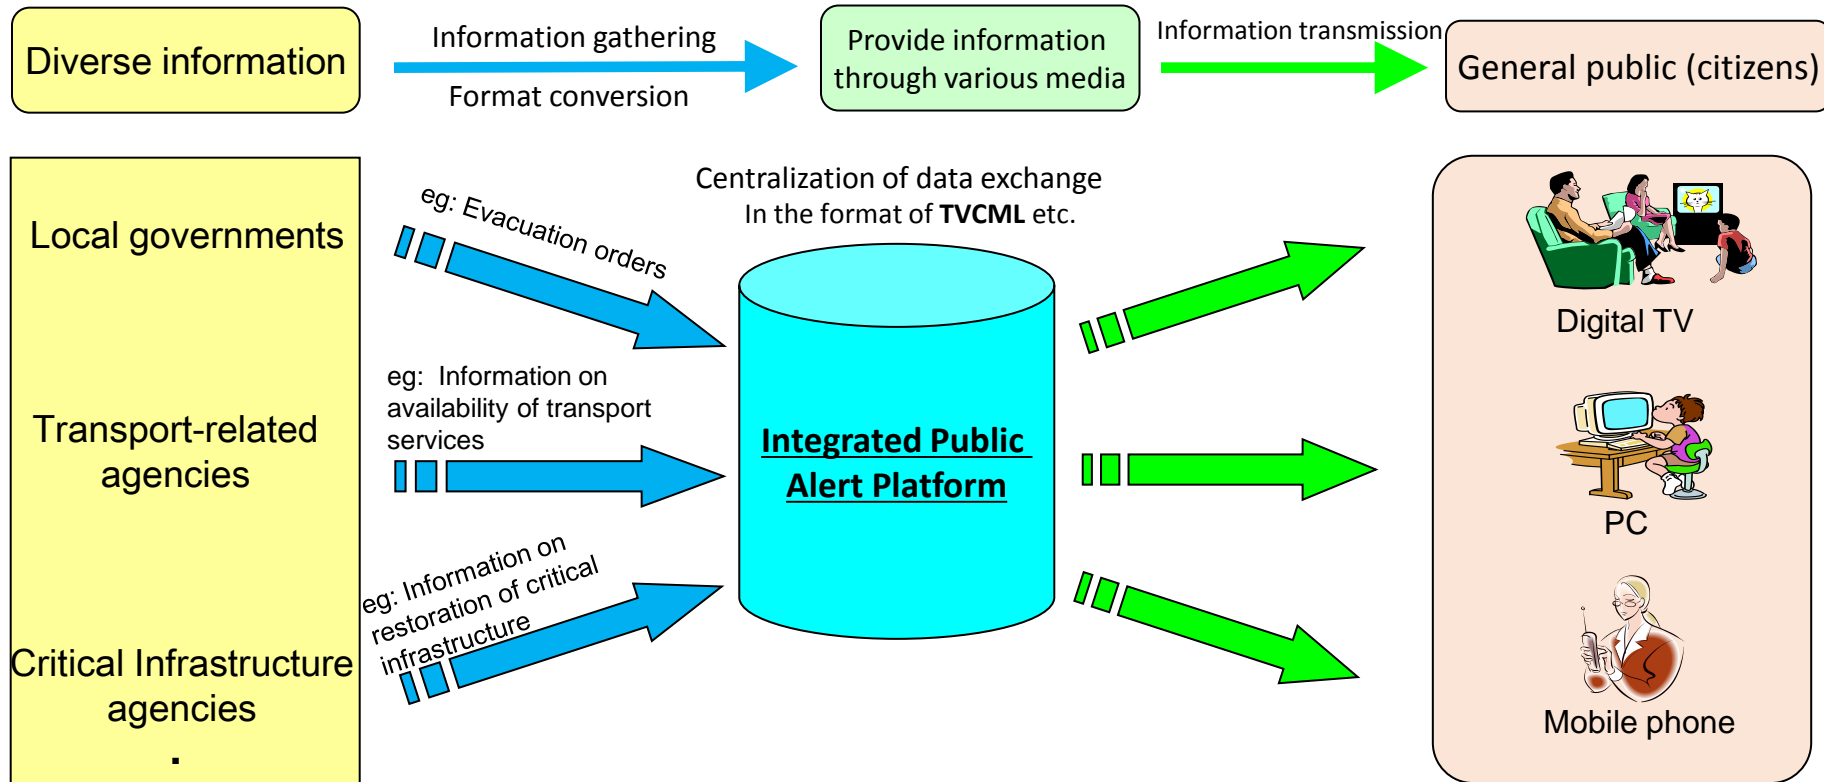 Diverse information
Information gathering
Format conversion
Provide information
through various media
Information transmission
General public (citizens)
Local governments
Transport-related
agencies
Critical Infrastructure
agencies
.
eg: Evacuation orders
eg: Information on
availability of transport
services
eg: Information on
restoration of critical
infrastructure
Centralization of data exchange
In the format of TVCML etc.
Integrated Public
Alert Platform
Digital TV
PC
Mobile phone